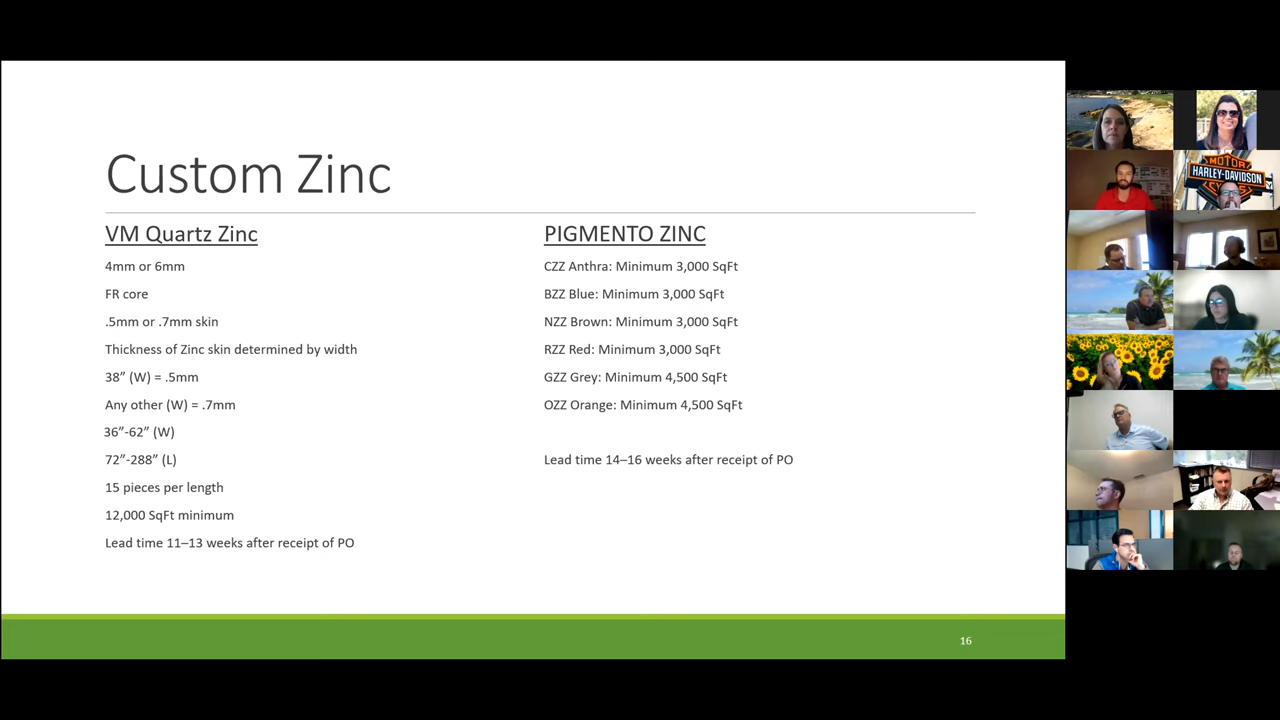 Custom Zinc
VM Quartz Zinc
4mm or 6mm
FR core
.5mm or .7mm skin
Thickness of Zinc skin determined by width
38” (W) = .5mm
Any other (W) = .7mm
36”-62” (W)
72”-288” (L)
15 pieces per length
12,000 SqFt minimum
Lead time 11–13 weeks after receipt of PO
PIGMENTO ZINC
CZZ Anthra: Minimum 3,000 SqFt
BZZ Blue: Minimum 3,000 SqFt
NZZ Brown: Minimum 3,000 SqFt
RZZ Red: Minimum 3,000 SqFt
GZZ Grey: Minimum 4,500 SqFt
OZZ Orange: Minimum 4,500 SqFt
Lead time 14–16 weeks after receipt of PO
16
MOTOR
HARLEY-DAVIDSON